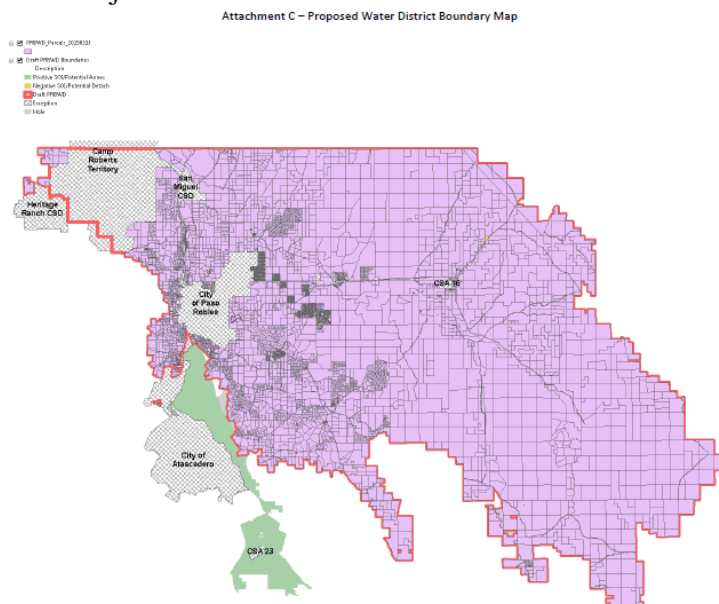 Attachment C – Proposed Water District Boundary Map
PRBWD_Parcels_20150317
Draft PRBWD Boundaries
Description
Positive SOI/Potential Annex
Negative SOI/Potential Detach
Draft PRBWD
Exception
Hole
Camp
Roberts
Territory
San
Miguel
CSD
Heritage
Ranch CSD
City
of Paso
Robles
CSA 16
City of
Atascadero
CSA 23